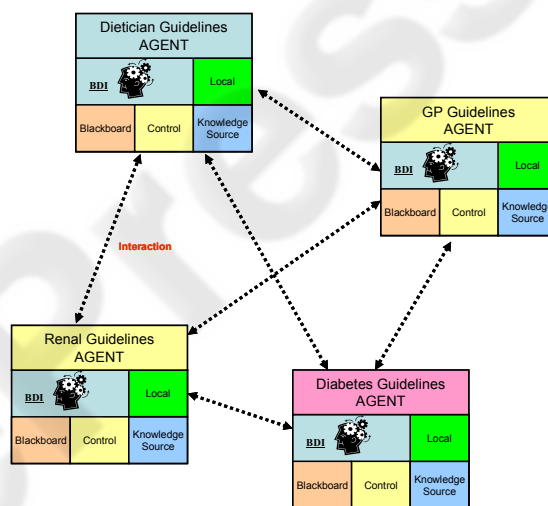 Dietician Guidelines
AGENT
BDI
Local
Blackboard
Control
Knowledge
Source
GP Guidelines
AGENT
BDI
Local
Blackboard
Control
Knowledge
Source
Interaction
Renal Guidelines
AGENT
BDI
Local
Blackboard
Control
Knowledge
Source
Diabetes Guidelines
AGENT
BDI
Local
Blackboard
Control
Knowledge
Source